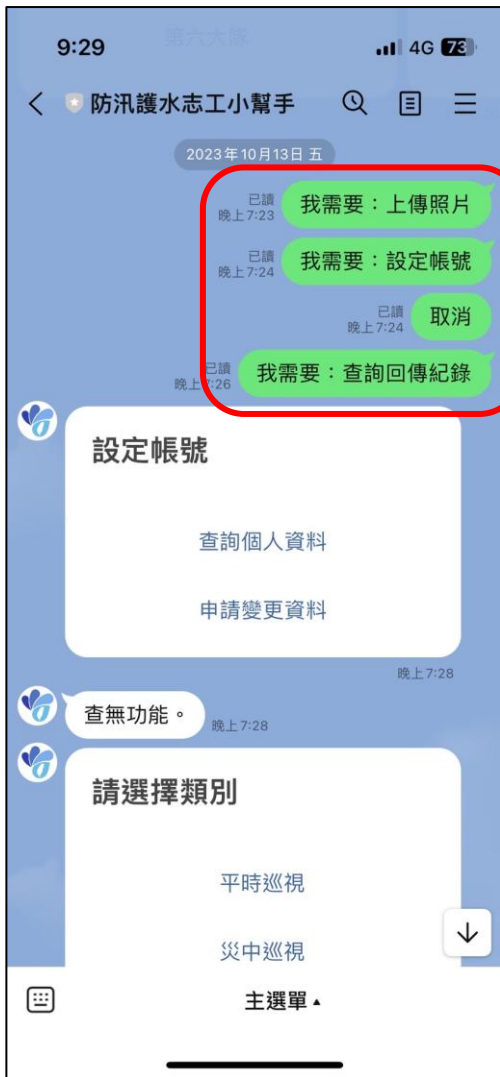 第六大隊
9:29
4G 73
防汛護水志工小幫手
2023年10月13日 五
已讀
晚上7:23
我需要：上傳照片
已讀
晚上7:24
我需要：設定帳號
已讀
晚上7:24
取消
已讀
晚上7:26
我需要：查詢回傳紀錄
設定帳號
查詢個人資料
申請變更資料
晚上7:28
查無功能。
晚上7:28
請選擇類別
平時巡視
災中巡視
主選單▲